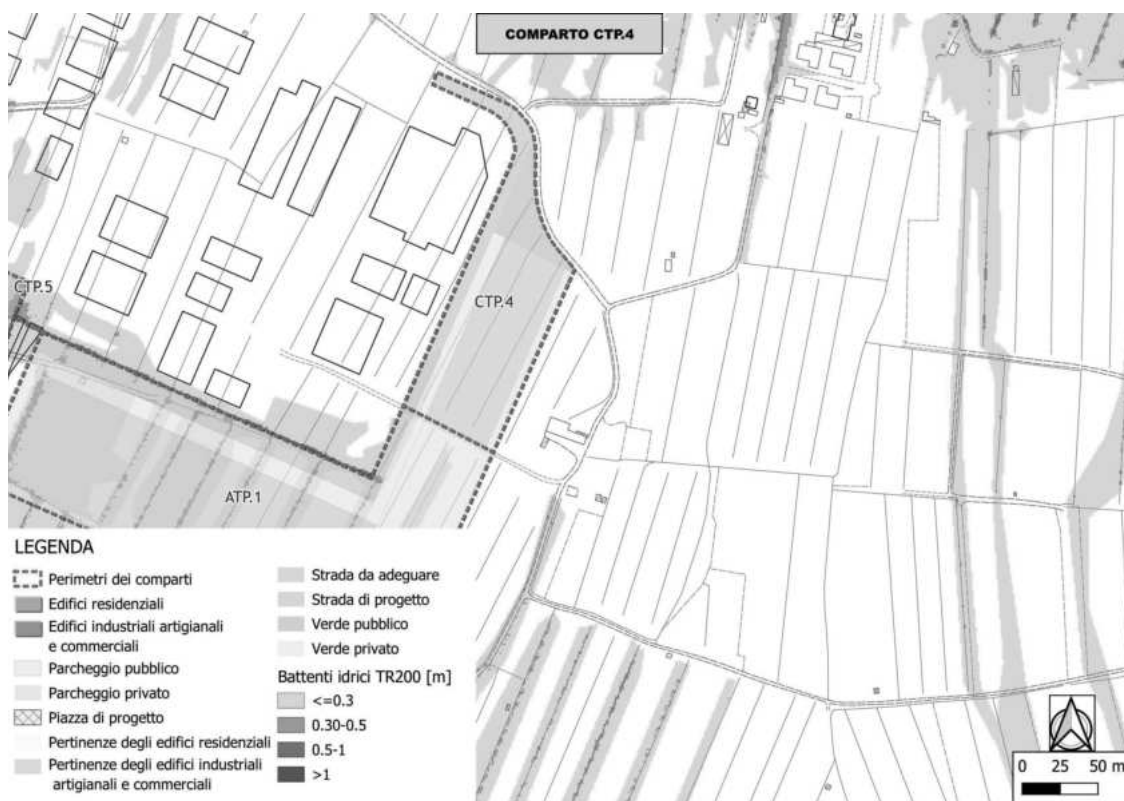 COMPARTO CTP.4
CTP.5
CTP.4
ATP.1
LEGENDA
Perimetri dei comparti
Edifici residenziali
Edifici industriali artigianali
e commerciali
Parcheggio pubblico
Parcheggio privato
Piazza di progetto
Pertinenze degli edifici residenziali
Pertinenze degli edifici industriali
artigianali e commerciali
Strada da adeguare
Strada di progetto
Verde pubblico
Verde privato
Battenti idrici TR200 [m]
<=0.3
0.30-0.5
0.5-1
>1
0 25 50 m